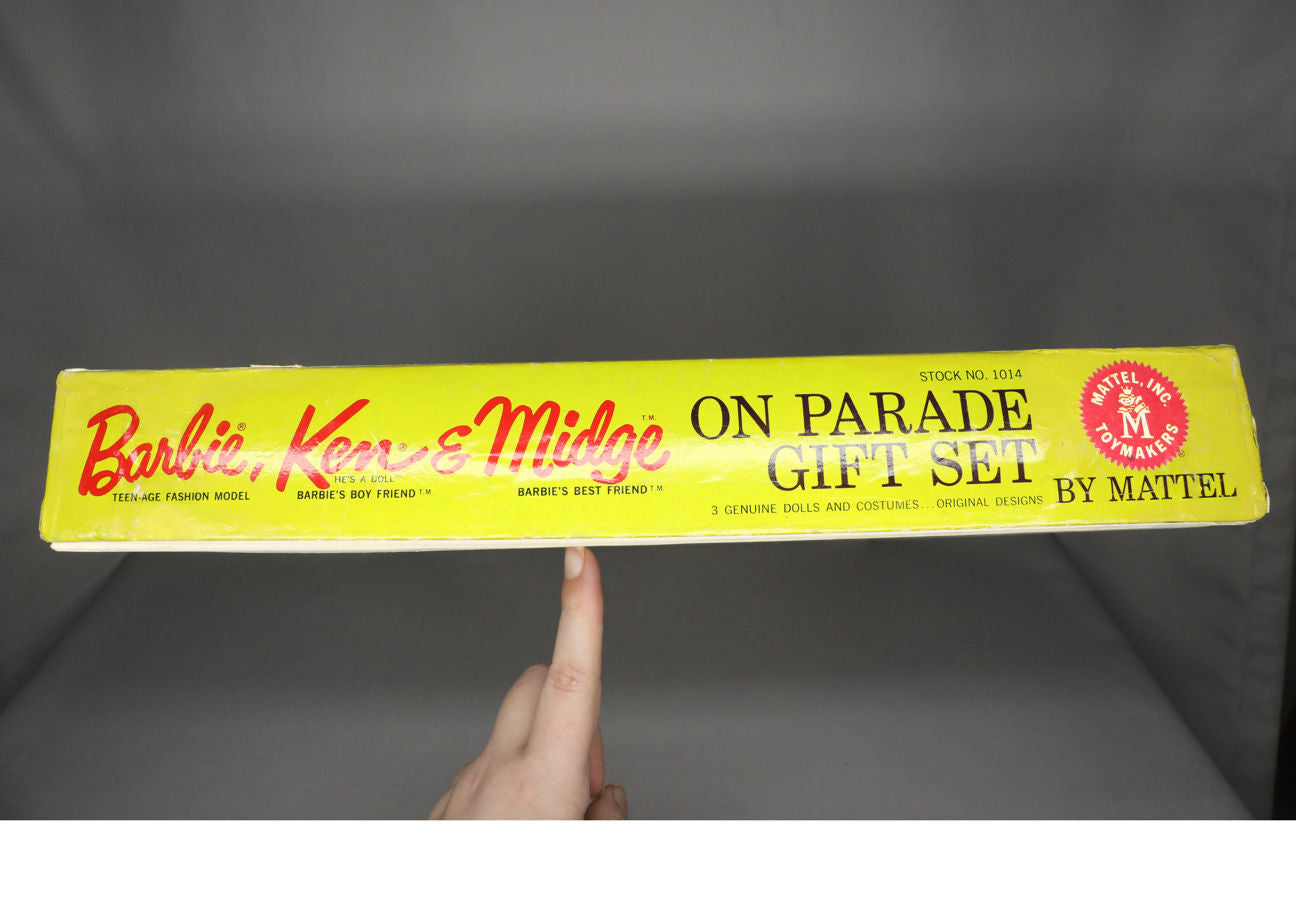 Barbie,® Ken® & Midge T.M.
HE'S A DOLL
TEEN-AGE FASHION MODEL BARBIE'S BOY FRIEND T.M. BARBIE'S BEST FRIEND T.M.
STOCK NO. 1014
ON PARADE
GIFT SET
3 GENUINE DOLLS AND COSTUMES...ORIGINAL DESIGNS
MATTEL, INC.
M
TOYMAKERS ®
BY MATTEL